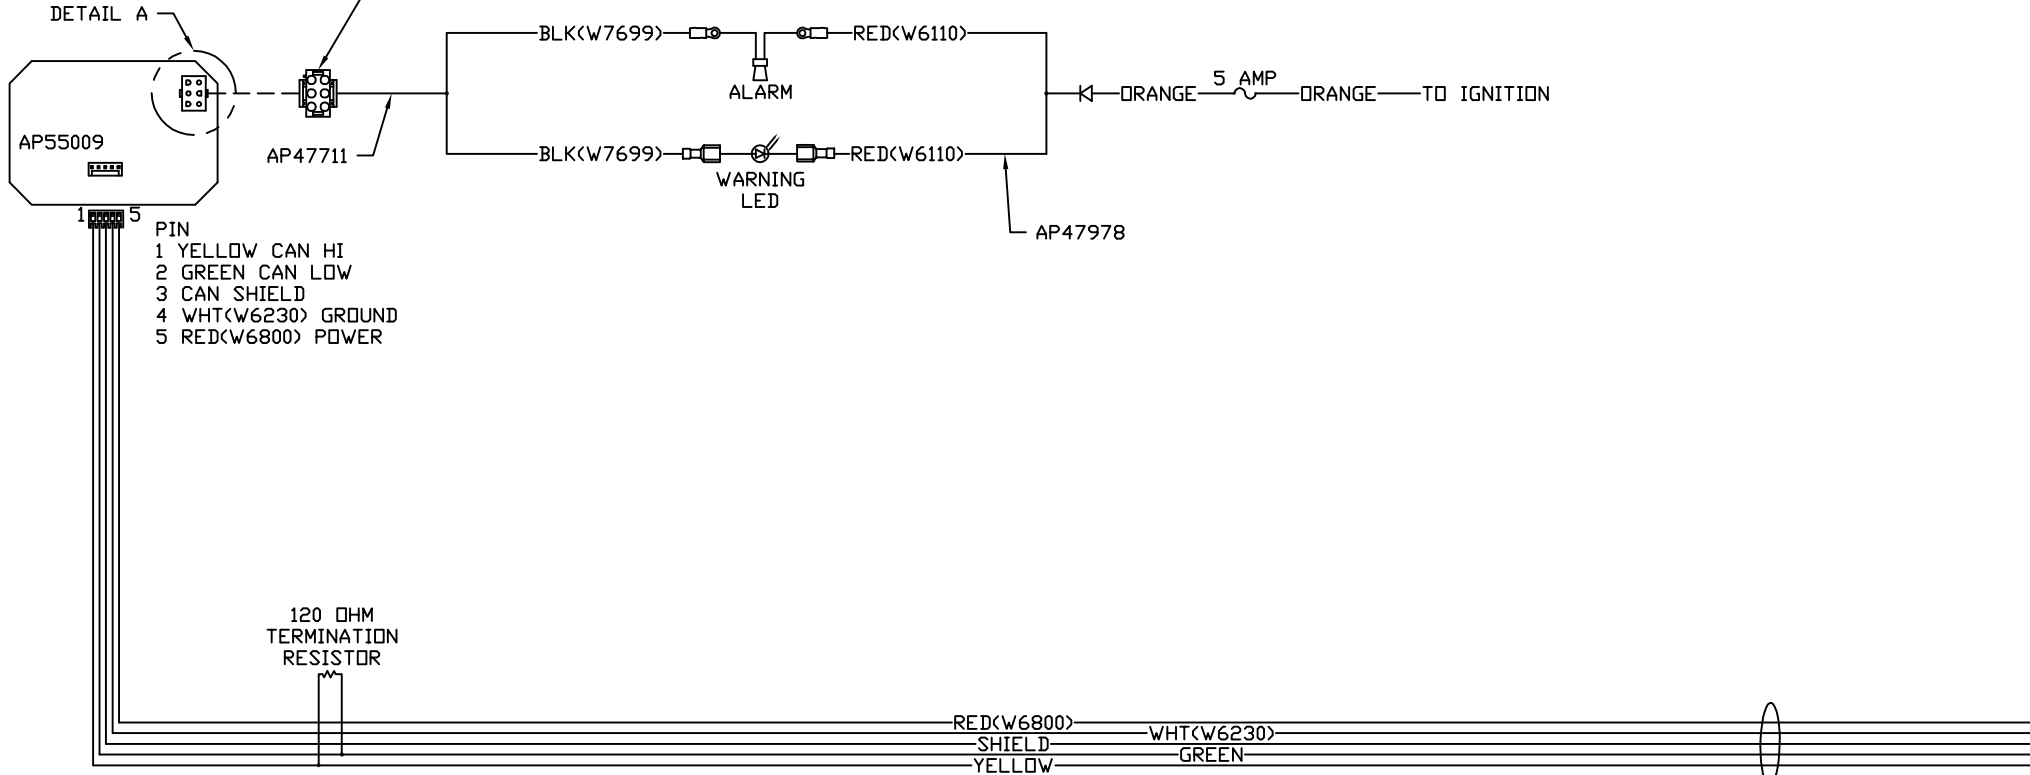 DETAIL A
BLK(W7699)
RED(W6110)
ALARM
5 AMP
ORANGE
ORANGE
TO IGNITION
AP55009
AP47711
BLK(W7699)
RED(W6110)
WARNING
LED
AP47978
1
5
PIN
1 YELLOW CAN HI
2 GREEN CAN LOW
3 CAN SHIELD
4 WHT(W6230) GROUND
5 RED(W6800) POWER
120 OHM
TERMINATION
RESISTOR
RED(W6800)
WHT(W6230)
SHIELD
GREEN
YELLOW